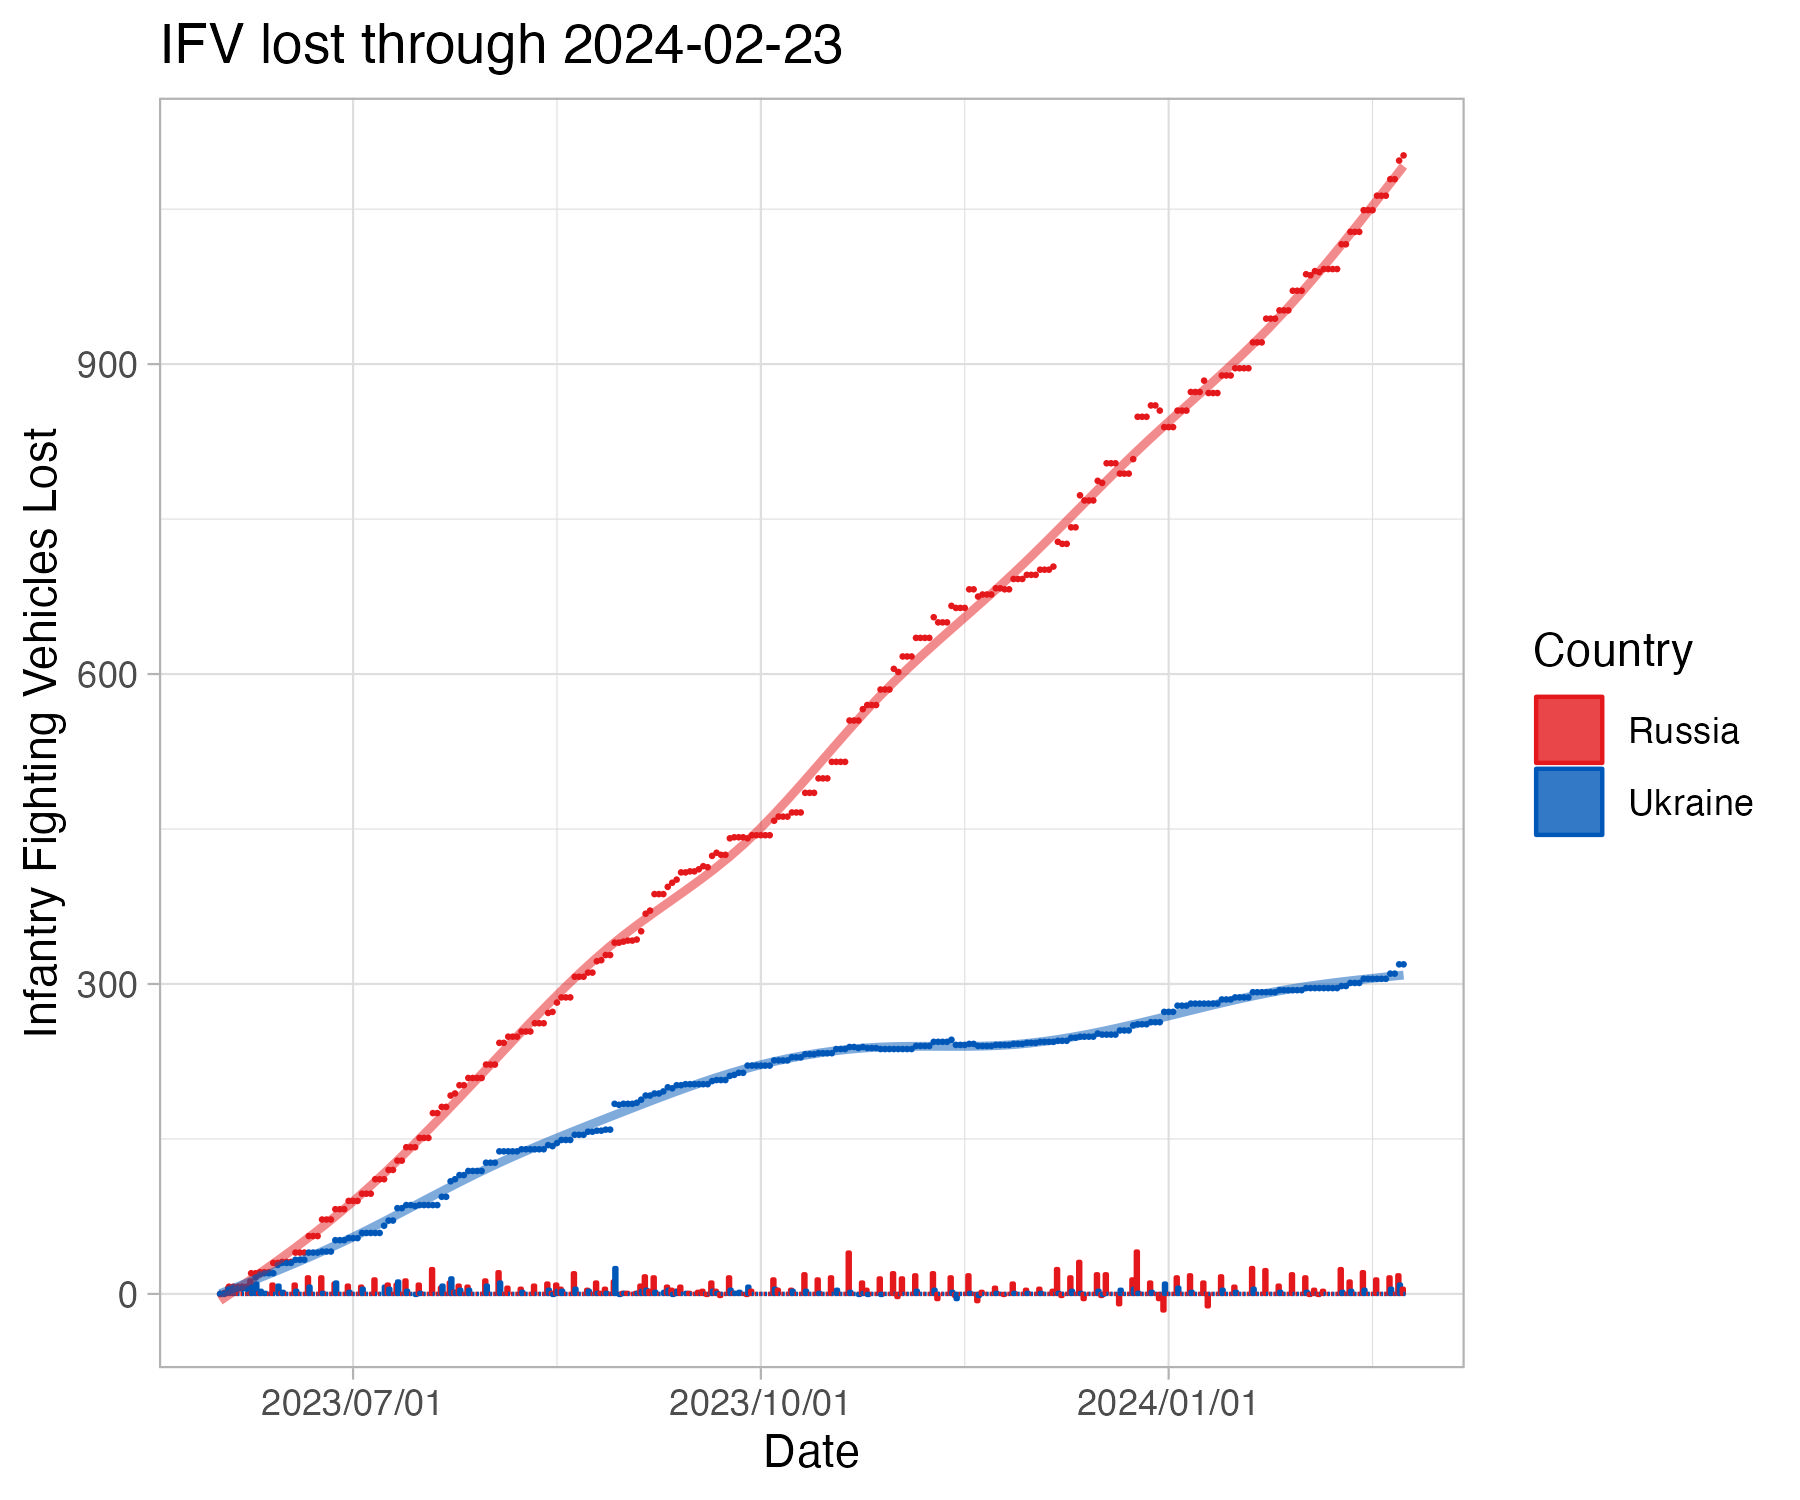 IFV lost through 2024-02-23
Infantry Fighting Vehicles Lost
900
600
300
0
2023/07/01
2023/10/01
2024/01/01
Date
Country
Russia
Ukraine